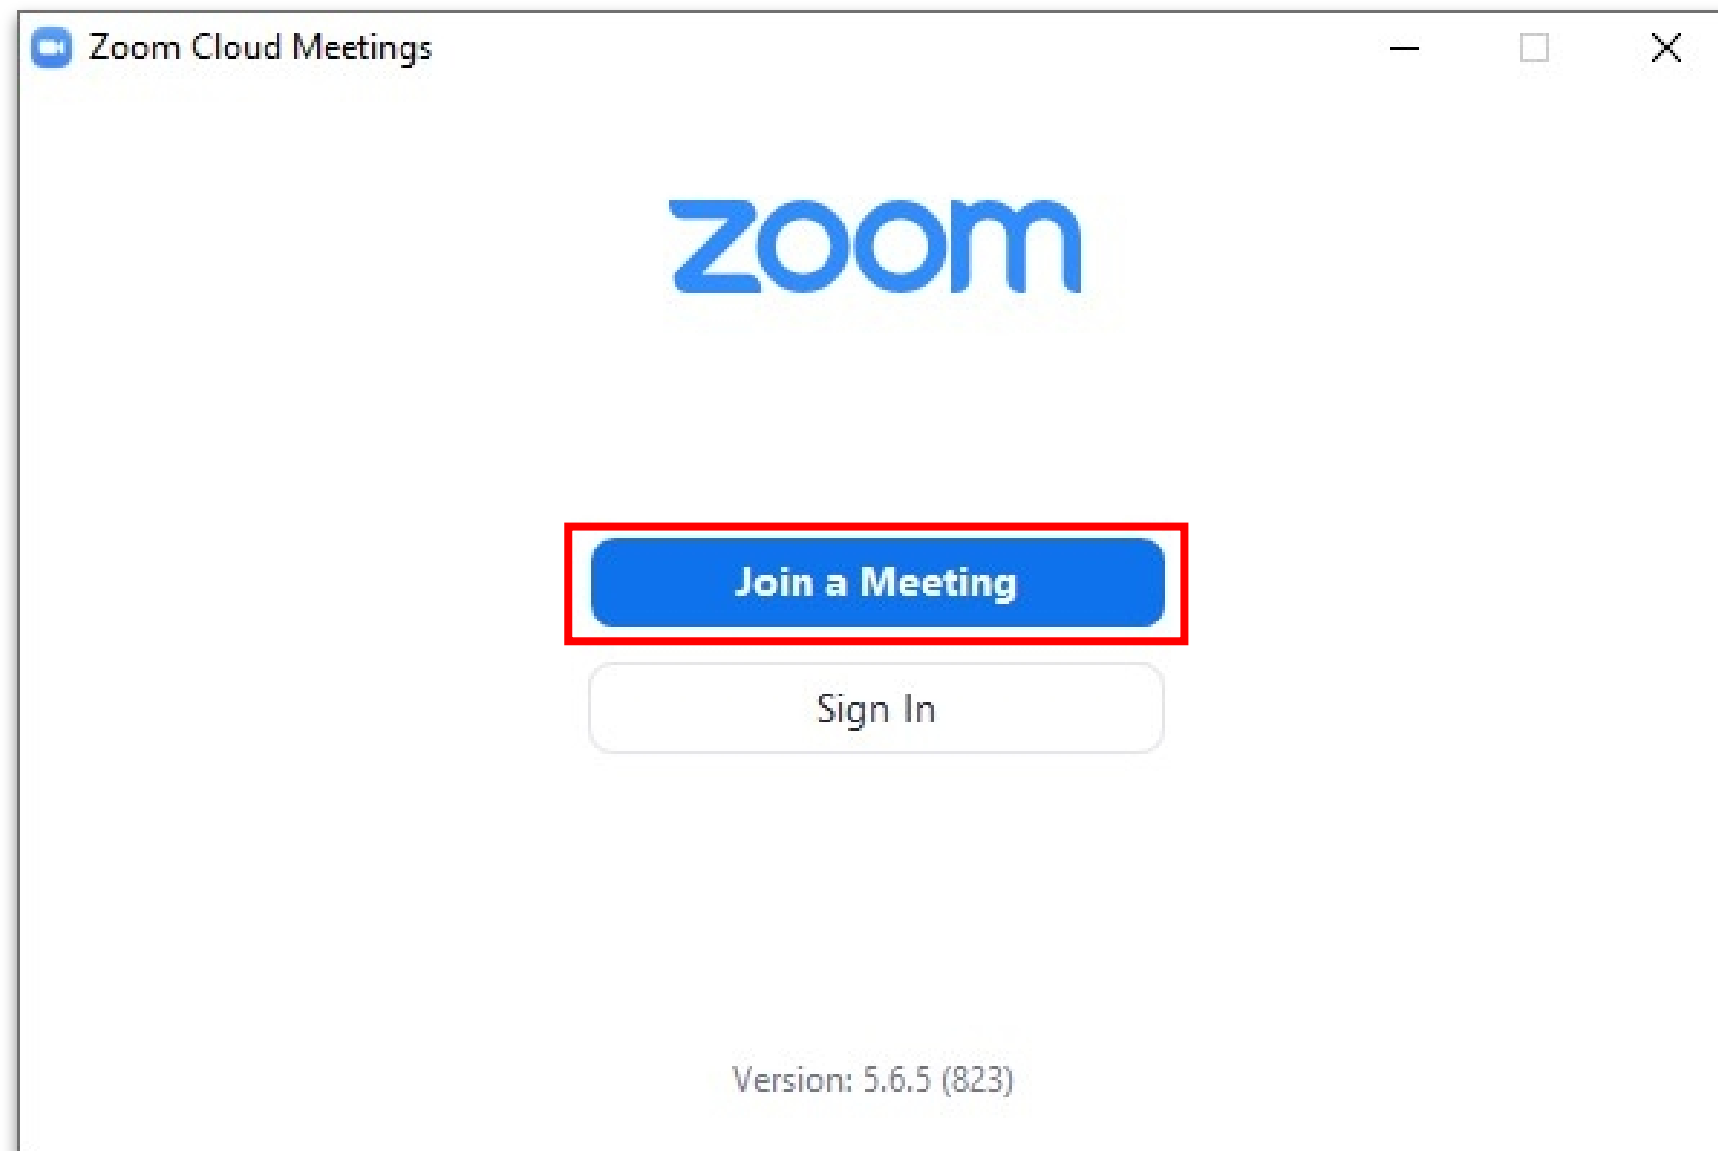 Zoom Cloud Meetings
zoom
Join a Meeting
Sign In
Version: 5.6.5 (823)